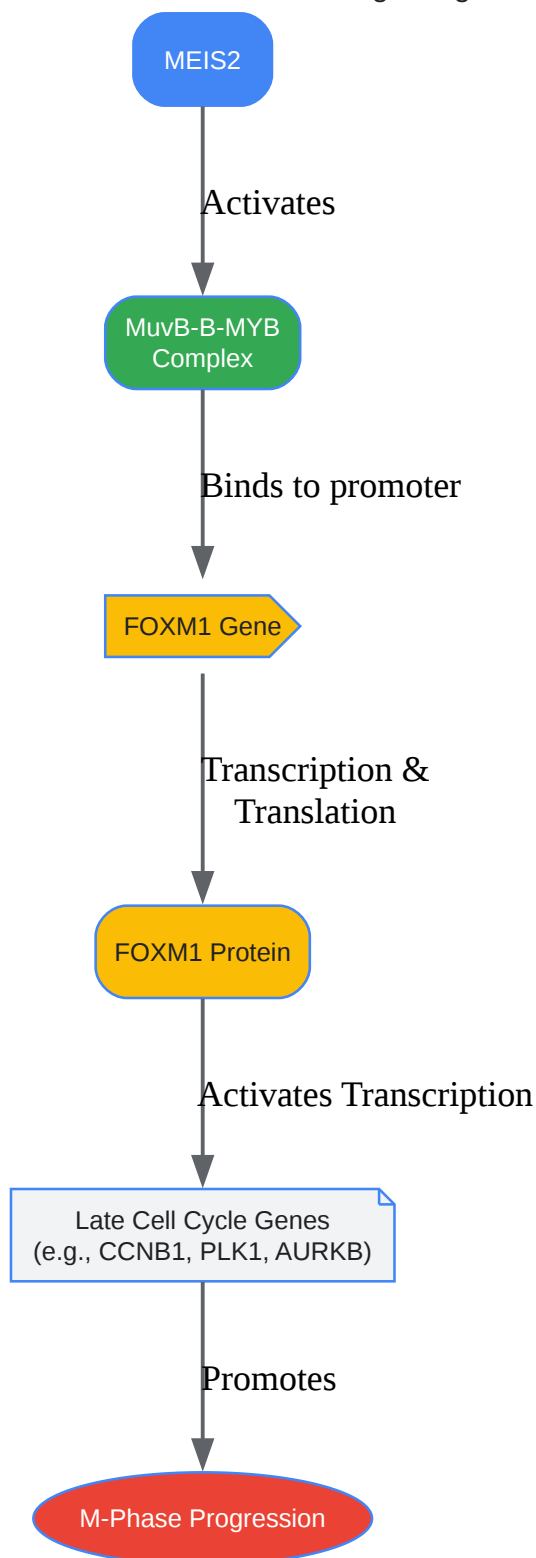 MEIS2
Activates
MuvB-B-MYB
Complex
Binds to promoter
FOXM1 Gene
Transcription &
Translation
FOXM1 Protein
Activates Transcription
Late Cell Cycle Genes
(e.g., CCNB1, PLK1, AURKB)
Promotes
M-Phase Progression